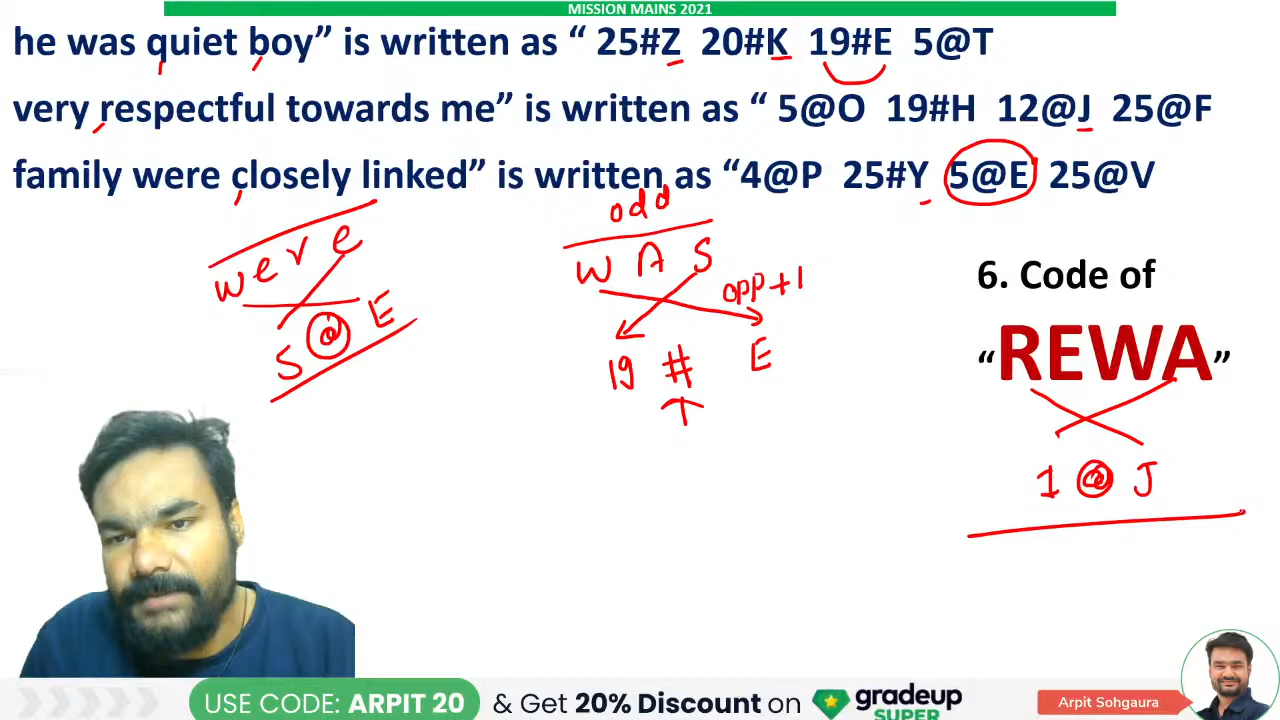 MISSION MAINS 2021
he was quiet boy” is written as “ 25#Z 20#K 19#E 5@T
very respectful towards me” is written as “ 5@O 19#H 12@J 25@F
family were closely linked” is written as “4@P 25#Y 5@E 25@V
were
5 @ E
odd
W A S
opp+1
19 # E
6. Code of
“REWA”
1 @ J
USE CODE: ARPIT 20 & Get 20% Discount on gradeup SUPER
Arpit Sohgaura